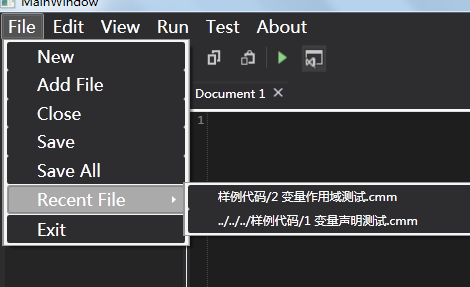 MainWindow
File Edit View Run Test About
New
Add File
Close
Save
Save All
Recent File
Exit
Document 1
1
样例代码/2 变量作用域测试.cmm
../../../样例代码/1 变量声明测试.cmm